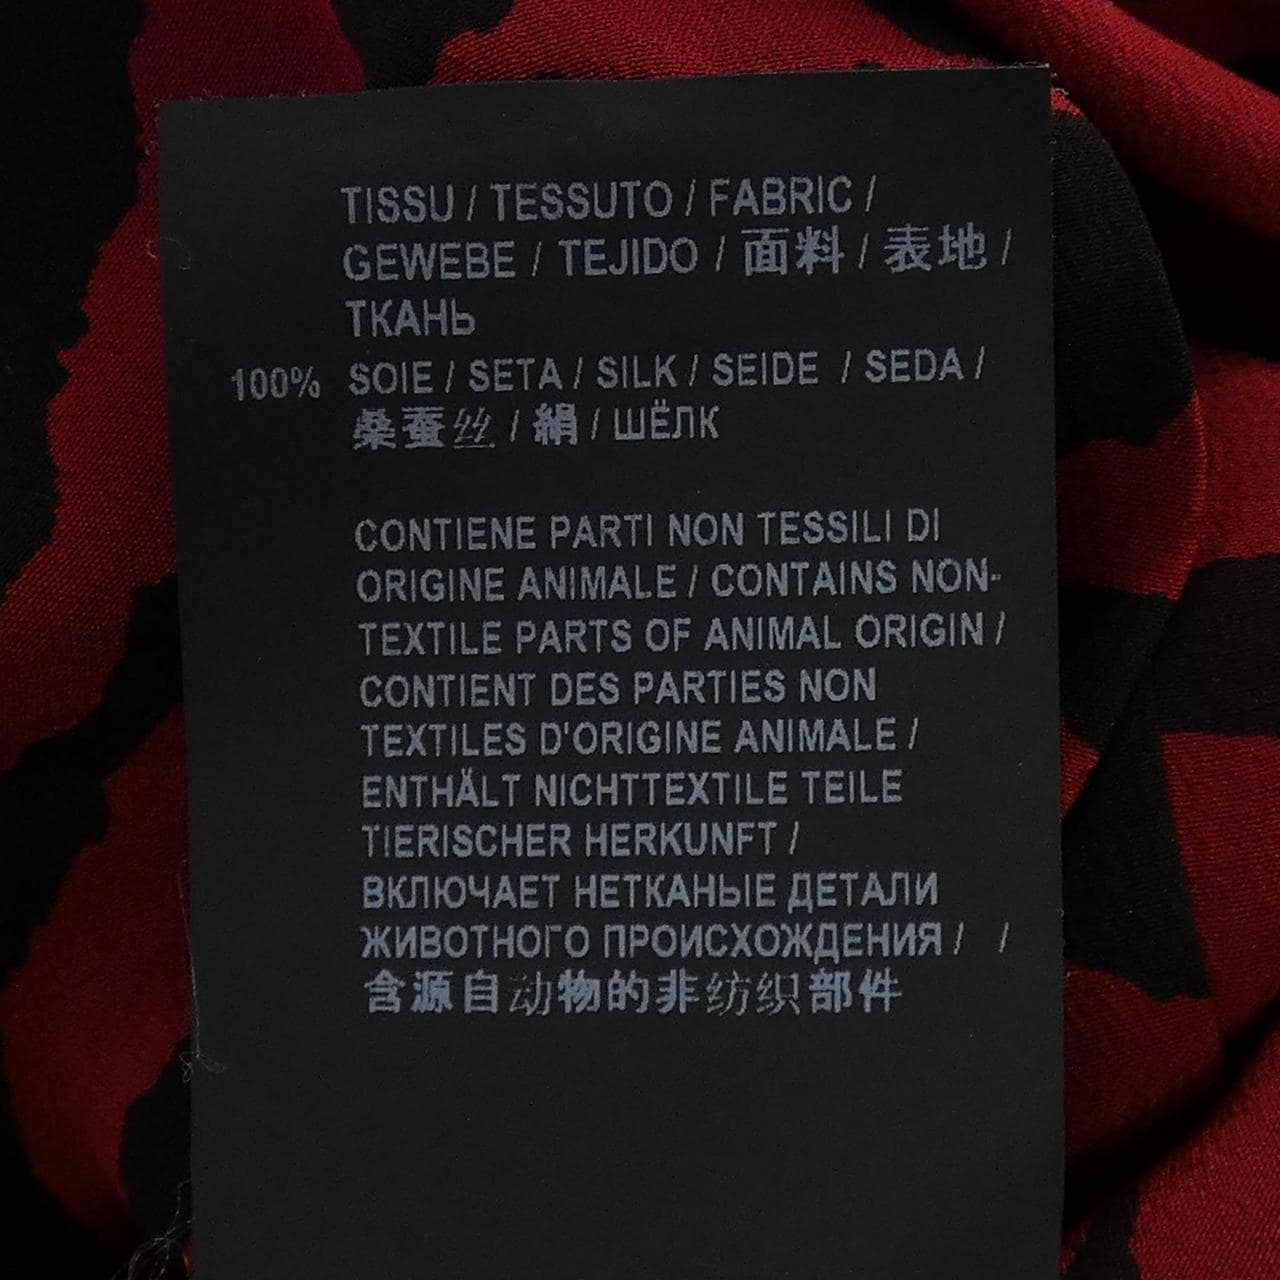 TISSU / TESSUTO / FABRIC /
GEWEBE / TEJIDO / 面料 / 表地 /
ТКАНЬ
100% SOIE / SETA / SILK / SEIDE / SEDA /
桑蚕丝 / 絹 / ШЁЛК
CONTIENE PARTI NON TESSILI DI
ORIGINE ANIMALE / CONTAINS NON-
TEXTILE PARTS OF ANIMAL ORIGIN /
CONTIENT DES PARTIES NON
TEXTILES D'ORIGINE ANIMALE /
ENTHÄLT NICHTTEXTILE TEILE
TIERISCHER HERKUNFT /
ВКЛЮЧАЕТ НЕТКАНЫЕ ДЕТАЛИ
ЖИВОТНОГО ПРОИСХОЖДЕНИЯ / /
含源自动物的非纺织部件